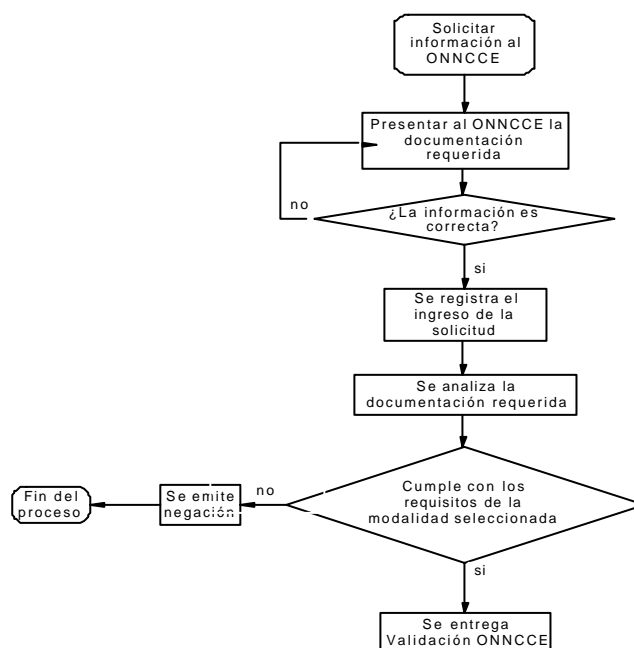 Solicitar
información al
ONNCCE
Presentar al ONNCCE la
documentación
requerida
no
¿La información es
correcta?
si
Se registra el
ingreso de la
solicitud
Se analiza la
documentación requerida
Cumple con los
requisitos de la
modalidad seleccionada
no
Se emite
negación
Fin del
proceso
si
Se entrega
Validación ONNCCE